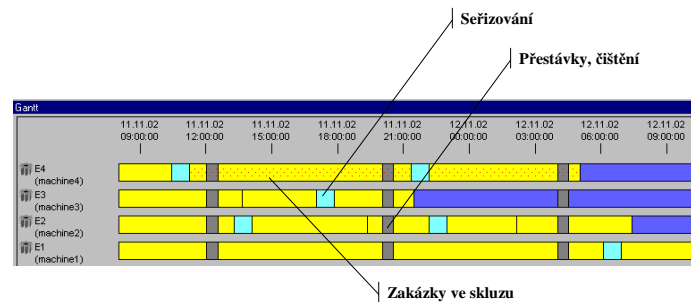 Seřizování
Přestávky, čištění
Gantt
11.11.02 11.11.02 11.11.02 11.11.02 11.11.02 12.11.02 12.11.02 12.11.02 12.11.02
09:00:00 12:00:00 15:00:00 18:00:00 21:00:00 00:00:00 03:00:00 06:00:00 09:00:00
E4
(machine4)
E3
(machine3)
E2
(machine2)
E1
(machine1)
Zakázky ve skluzu